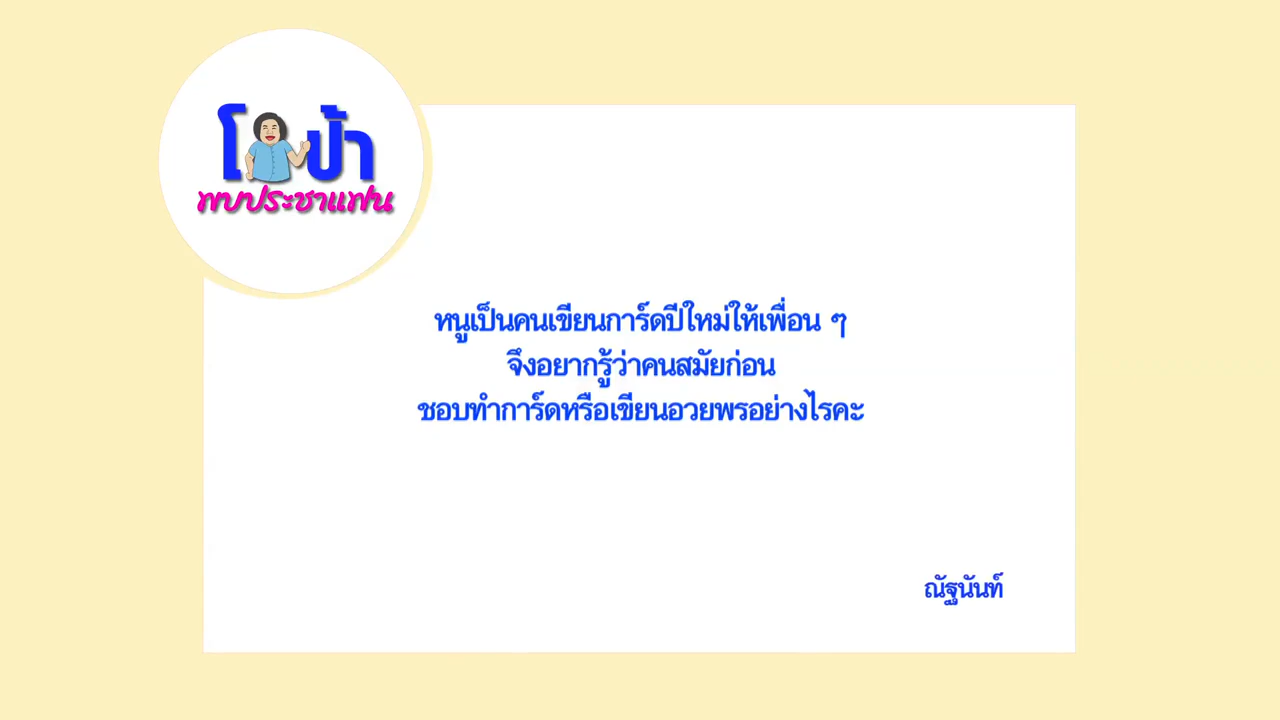 โอป้า
พบประชาแฟน
หนูเป็นคนเขียนการ์ดปีใหม่ให้เพื่อน ๆ
จึงอยากรู้ว่าคนสมัยก่อน
ชอบทำการ์ดหรือเขียนอวยพรอย่างไรคะ
ณัฐนันท์